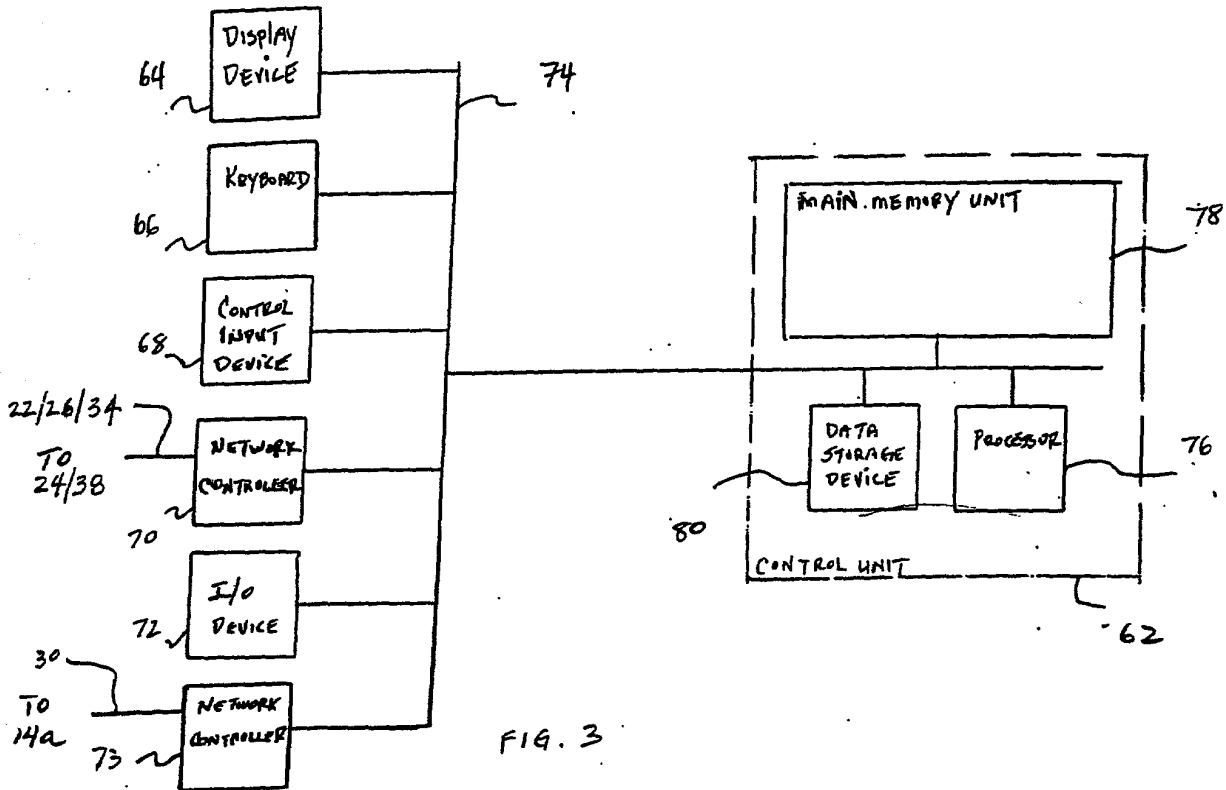 DISPLAY
DEVICE
64
74
KEYBOARD
66
MAIN MEMORY UNIT
78
CONTROL
INPUT
DEVICE
68
22/26/34
TO
24/38
NETWORK
CONTROLLER
70
DATA
STORAGE
DEVICE
80
PROCESSOR
76
CONTROL UNIT
62
I/O
DEVICE
72
30
TO
14a
NETWORK
CONTROLLER
73
FIG. 3